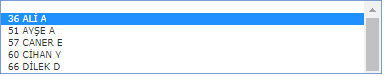 36 ALİ A
51 AYŞE A
57 CANER E
60 CİHAN Y
66 DİLEK D